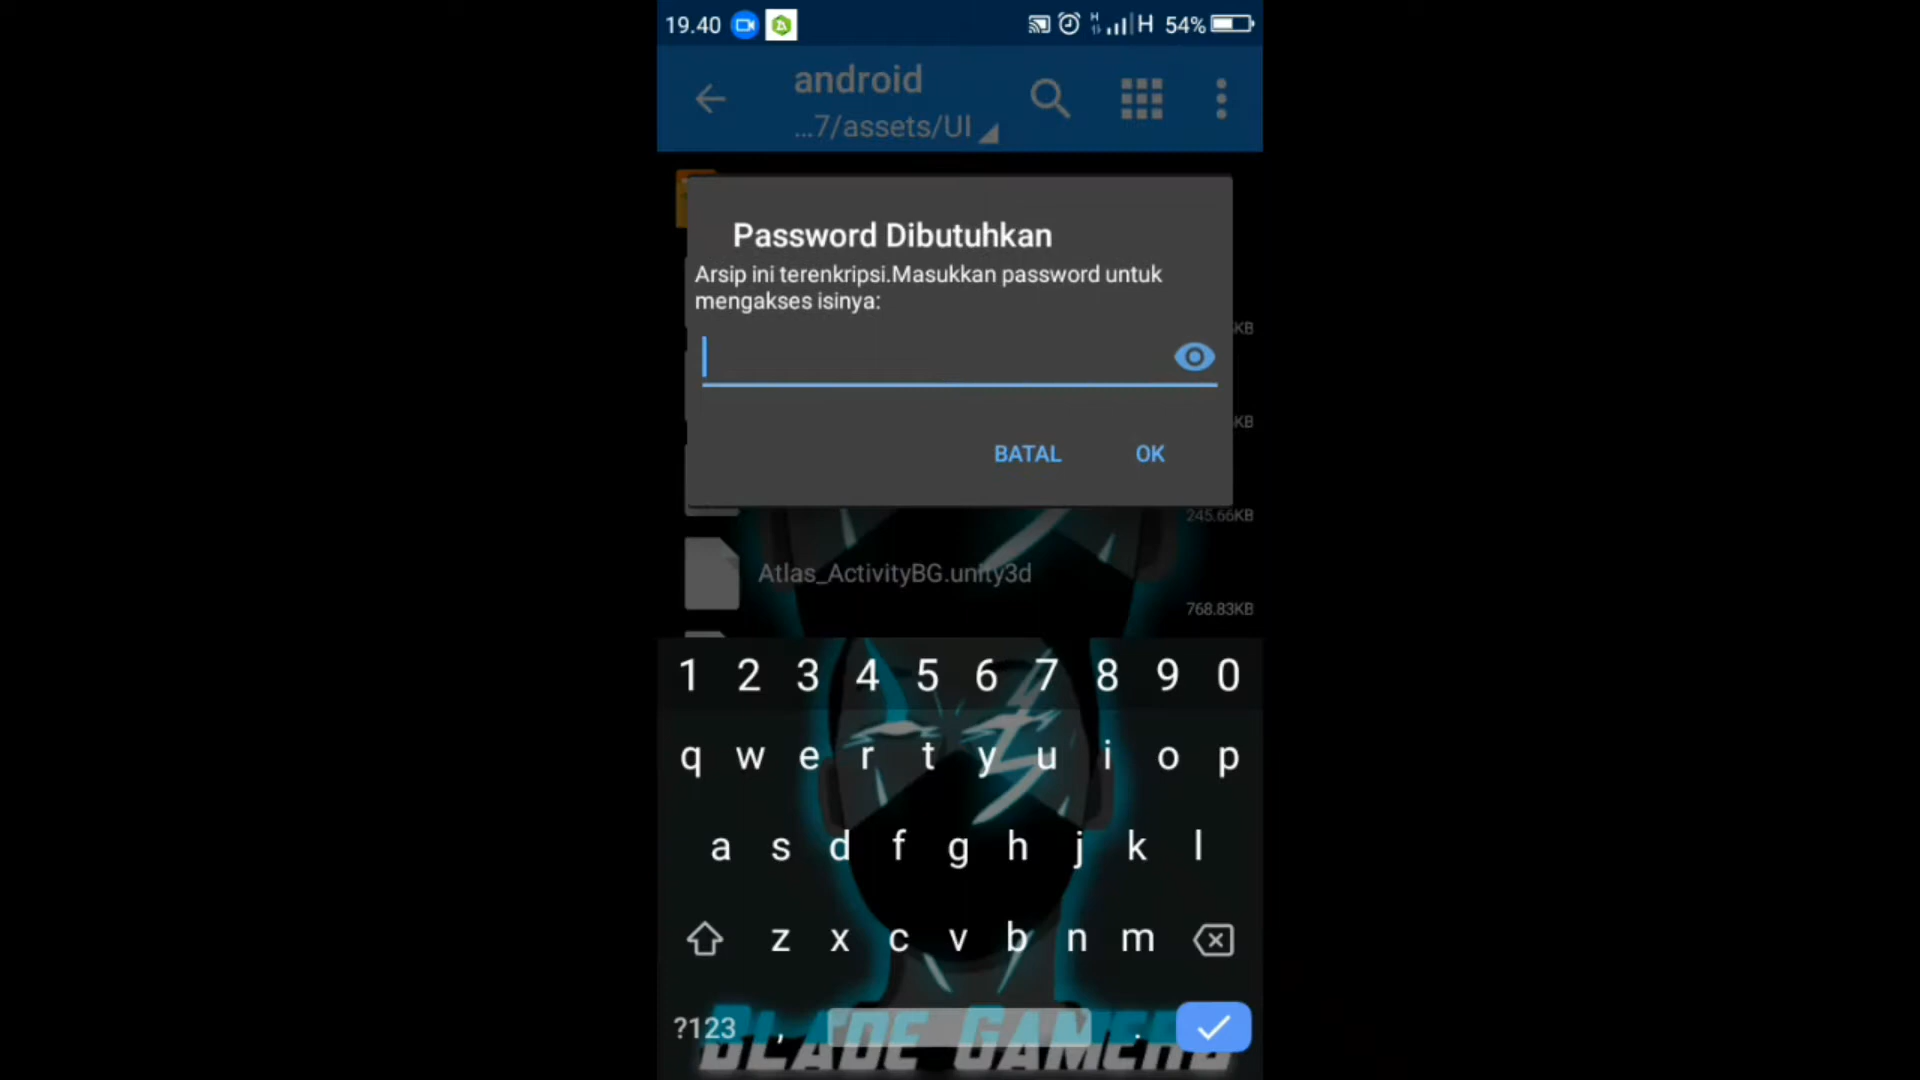 19.40 H H 54%
android
...7/assets/UI
Password Dibutuhkan
Arsip ini terenkripsi.Masukkan password untuk
mengakses isinya:
KB
KB
BATAL OK
245.66KB
Atlas_ActivityBG.unity3d
768.83KB
1 2 3 4 5 6 7 8 9 0
q w e r t y u i o p
a s d f g h j k l
z x c v b n m
?123 , .
BLADE GAMERS